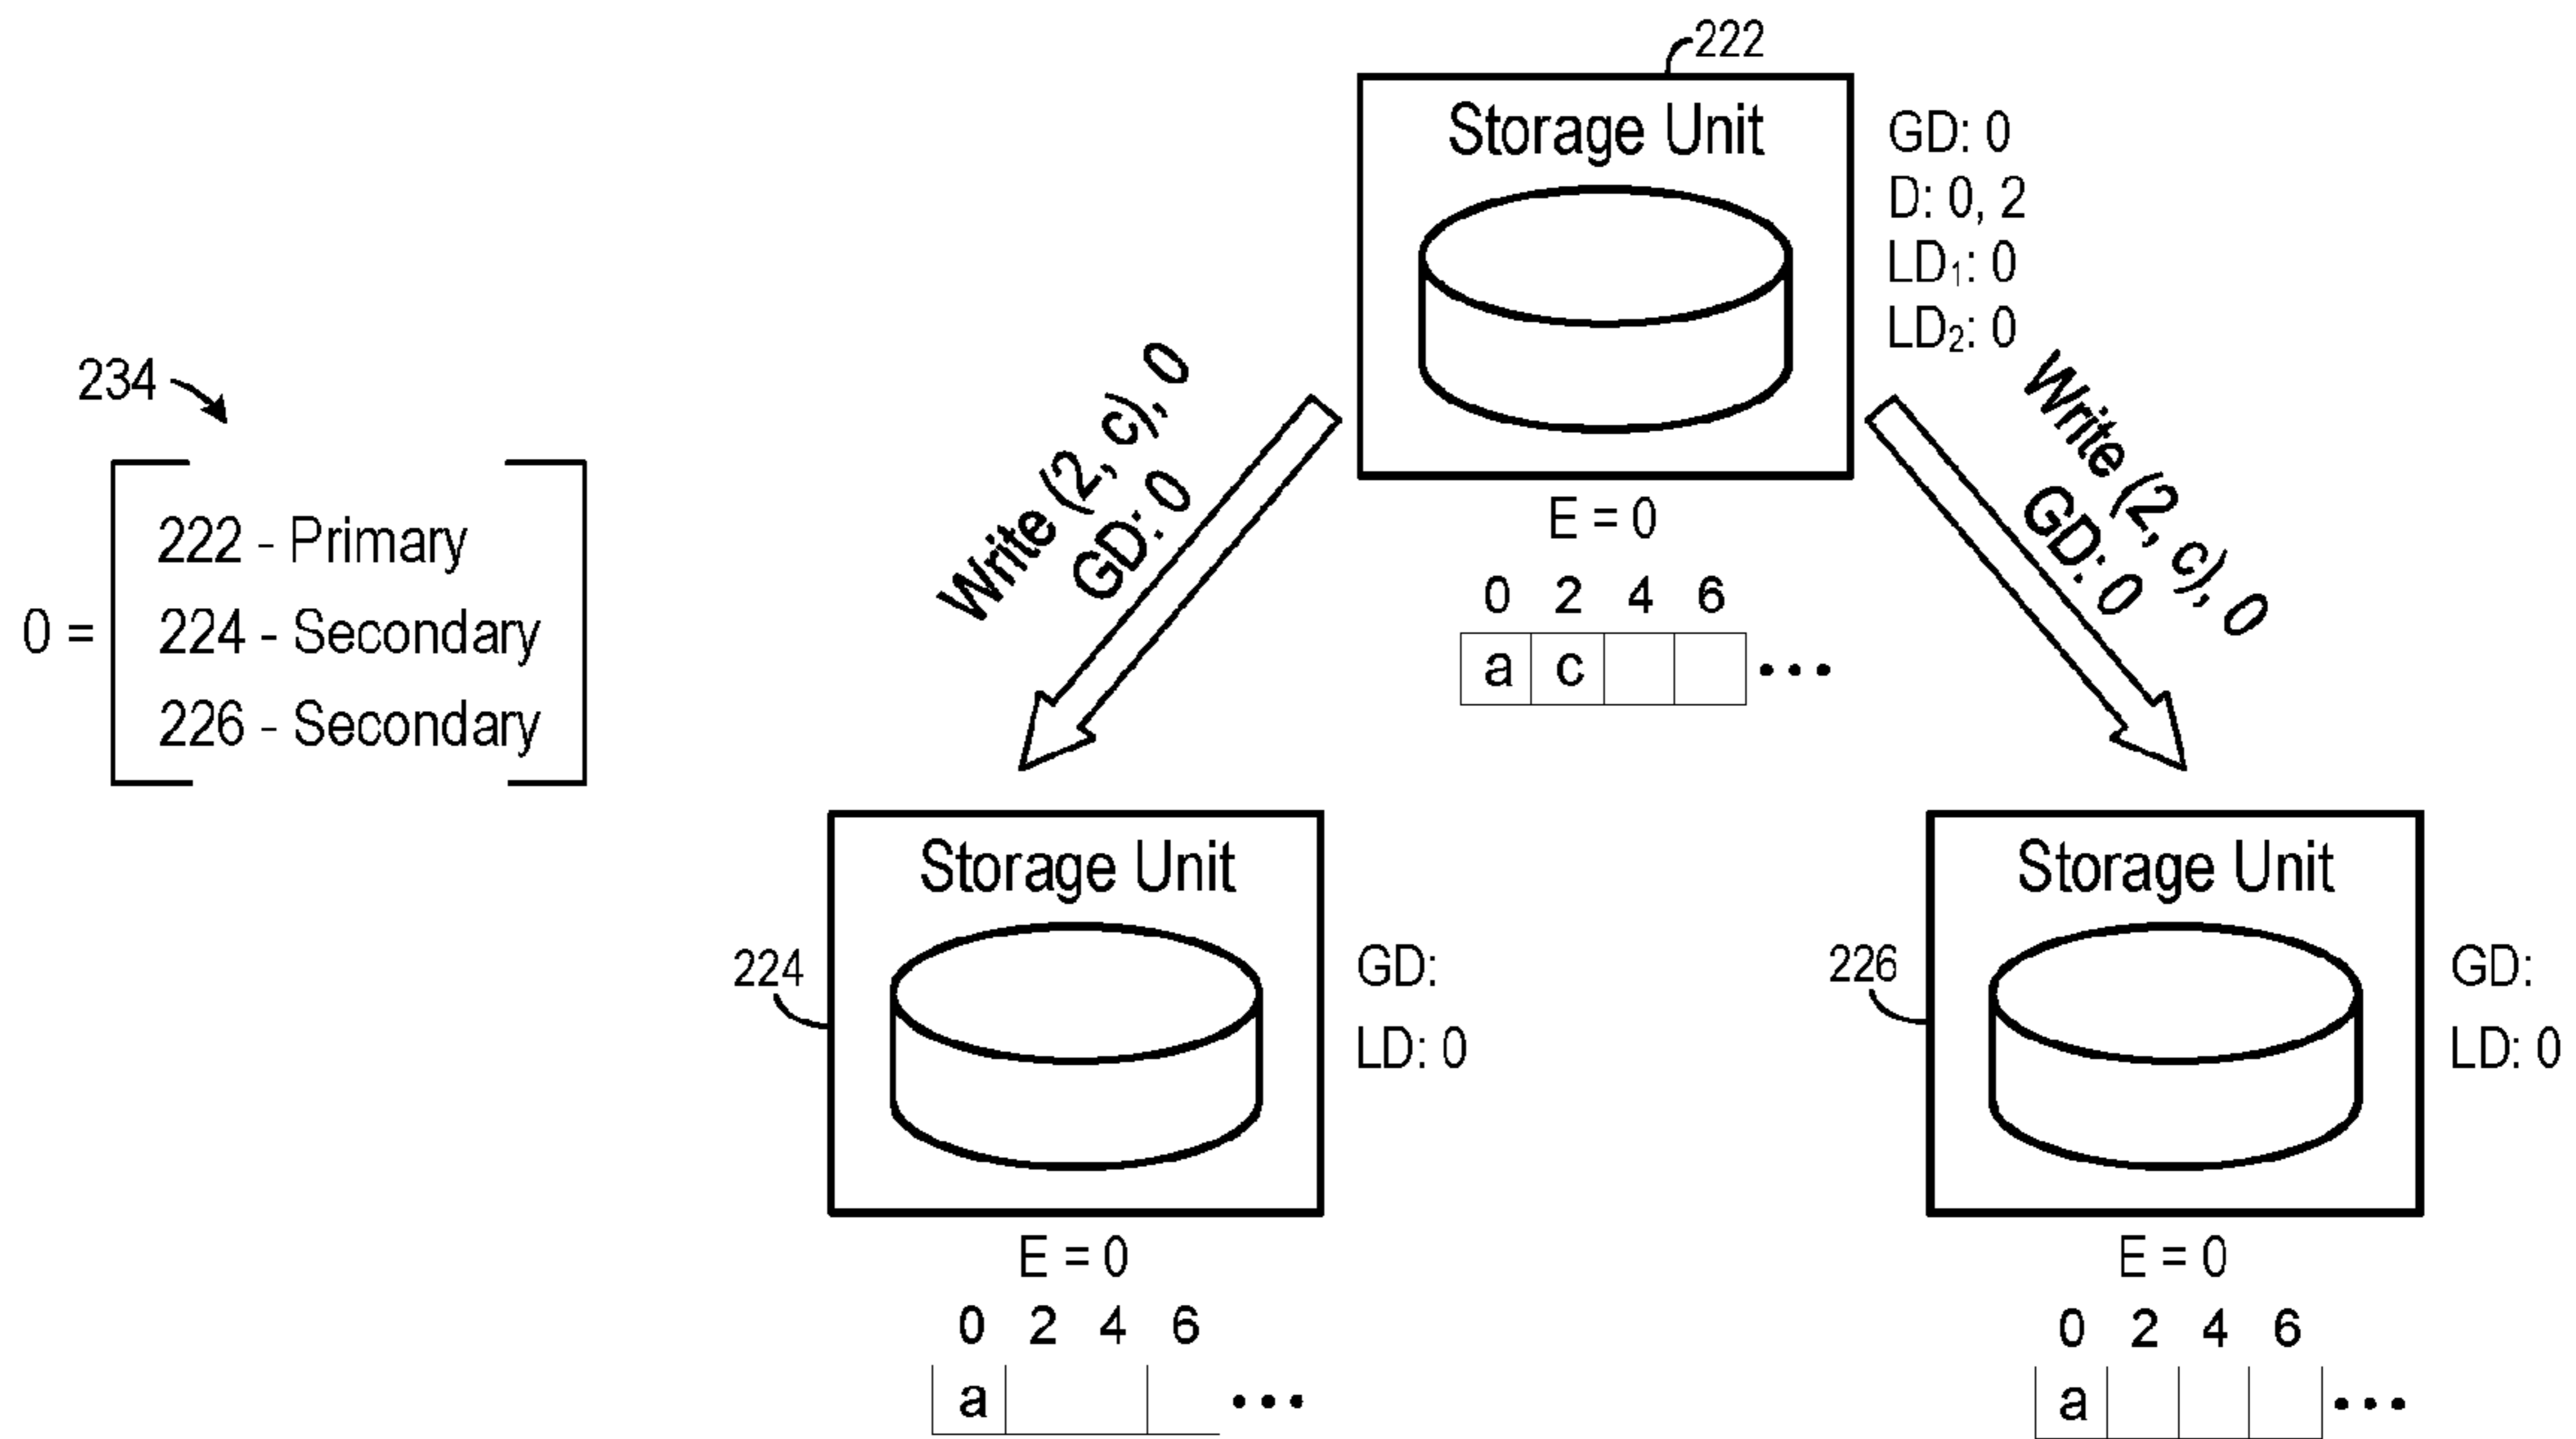 222
Storage Unit
GD: 0
D: 0, 2
LD₁: 0
LD₂: 0
E = 0
0 2 4 6
a c •••
234
0 =
222 - Primary
224 - Secondary
226 - Secondary
Write (2, c), 0
GD: 0
Write (2, c), 0
GD: 0
224
Storage Unit
GD:
LD: 0
E = 0
0 2 4 6
a •••
226
Storage Unit
GD:
LD: 0
E = 0
0 2 4 6
a •••